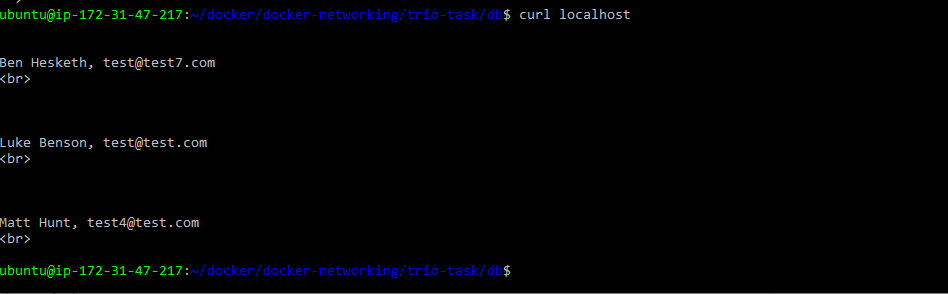 ubuntu@ip-172-31-47-217:~/docker/docker-networking/trio-task/db$ curl localhost
Ben Hesketh, test@test7.com
<br>
Luke Benson, test@test.com
<br>
Matt Hunt, test4@test.com
<br>
ubuntu@ip-172-31-47-217:~/docker/docker-networking/trio-task/db$